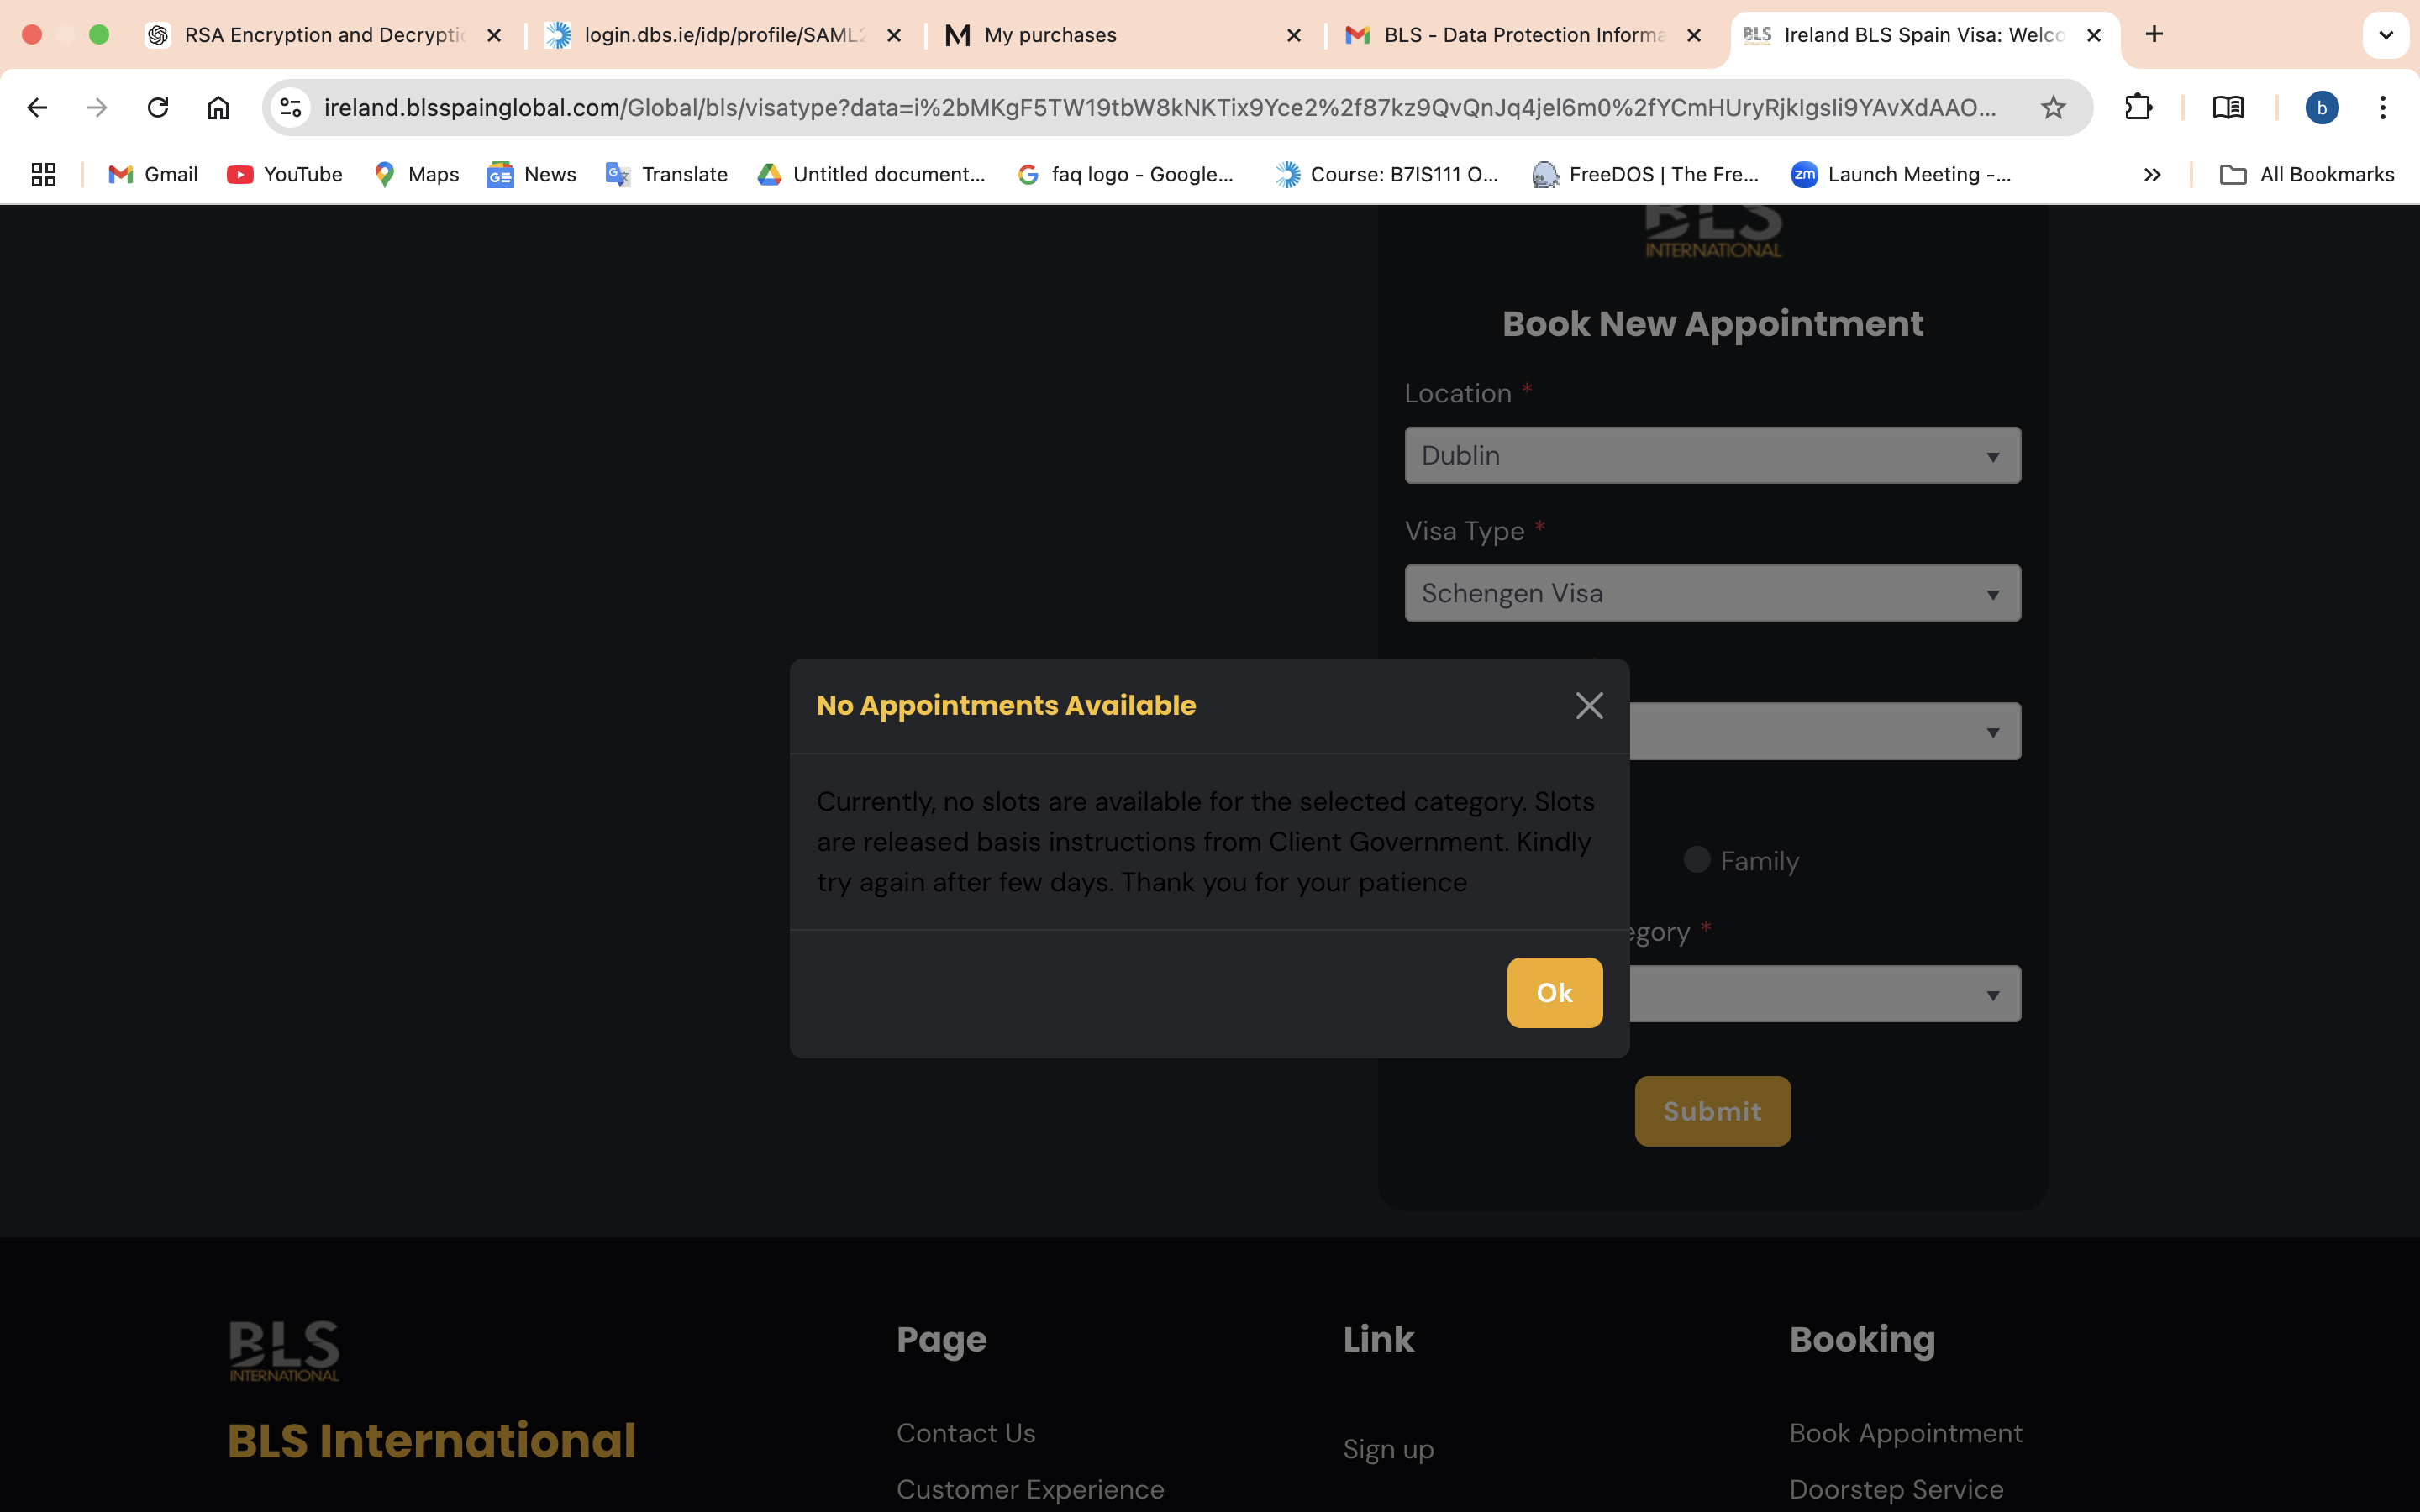 RSA Encryption and Decryptic
login.dbs.ie/idp/profile/SAML2
My purchases
BLS - Data Protection Informa
Ireland BLS Spain Visa: Welco
ireland.blsspainglobal.com/Global/bls/visatype?data=i%2bMKgF5TW19tbW8kNKTix9Yce2%2f87kz9QvQnJq4jel6m0%2fYCmHUryRjkIgsIi9YAvXdAAO...
b
Gmail
YouTube
Maps
News
Translate
Untitled document...
faq logo - Google...
Course: B7IS111 O...
FreeDOS | The Fre...
Launch Meeting -...
All Bookmarks
BLS
INTERNATIONAL
Book New Appointment
Location *
Dublin
Visa Type *
Schengen Visa
No Appointments Available
Currently, no slots are available for the selected category. Slots
are released basis instructions from Client Government. Kindly
try again after few days. Thank you for your patience
Family
egory *
Ok
Submit
BLS
INTERNATIONAL
BLS International
Page
Contact Us
Customer Experience
Link
Sign up
Booking
Book Appointment
Doorstep Service